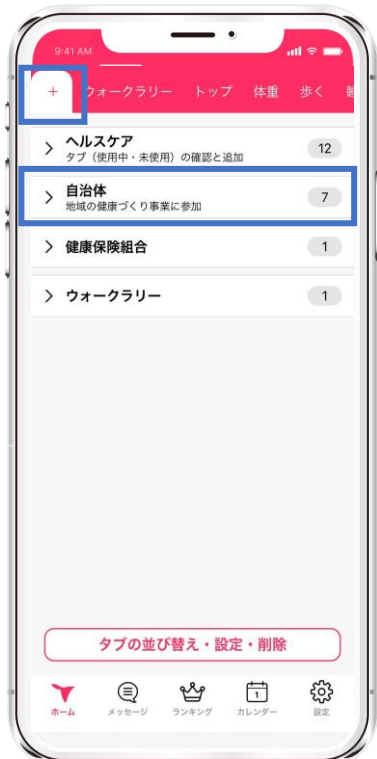 9:41 AM
+ ウォークラリー トップ 体重 歩く
ヘルスケア
タブ（使用中・未使用）の確認と追加
12
自治体
地域の健康づくり事業に参加
7
健康保険組合
1
ウォークラリー
1
タブの並び替え・設定・削除
1
ホーム メッセージ ランキング カレンダー 設定